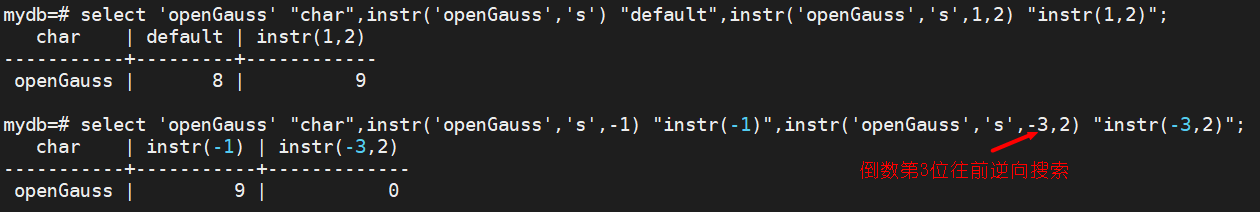 mydb=# select 'openGauss' "char",instr('openGauss','s') "default",instr('openGauss','s',1,2) "instr(1,2)";
   char    | default | instr(1,2)
-----------+---------+------------
 openGauss |       8 |          9
mydb=# select 'openGauss' "char",instr('openGauss','s',-1) "instr(-1)",instr('openGauss','s',-3,2) "instr(-3,2)";
   char    | instr(-1) | instr(-3,2)
-----------+-----------+-------------
 openGauss |         9 |           0
倒数第3位往前逆向搜索